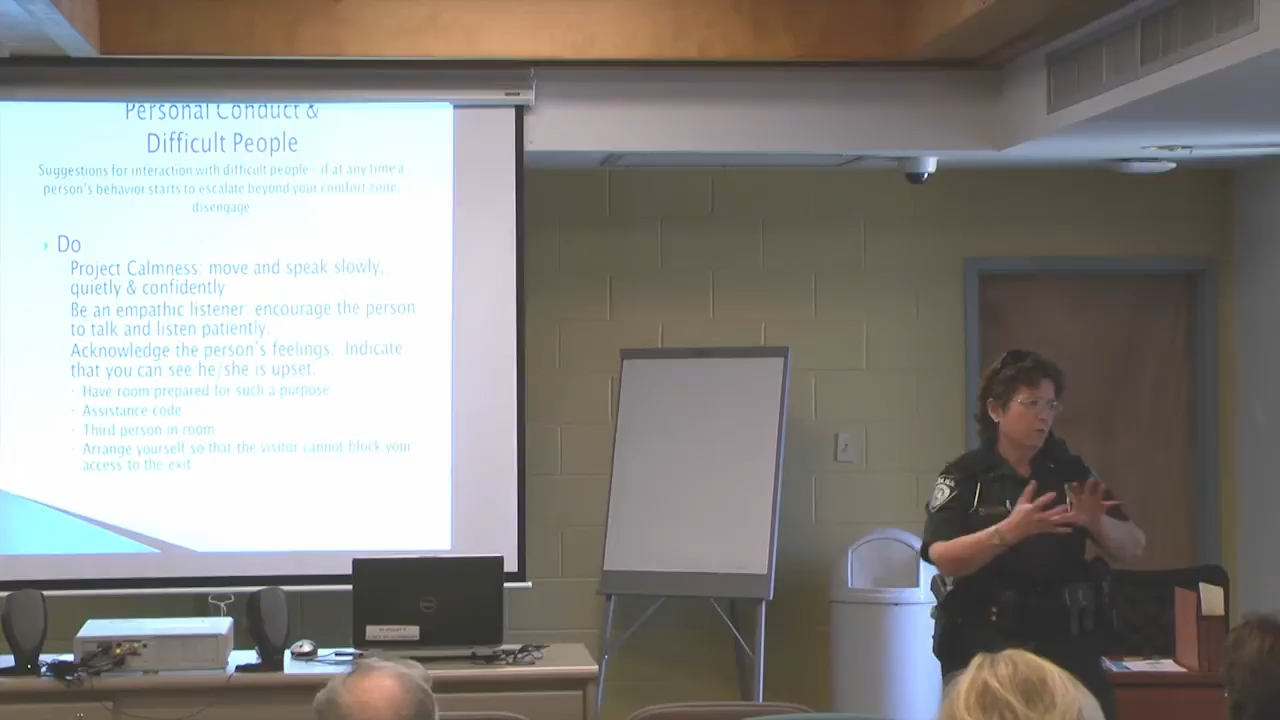 Personal Conduct &
Difficult People
Suggestions for interaction with difficult people - if at any time a
person's behavior starts to escalate beyond your comfort zone,
disengage
Do
Project Calmness: move and speak slowly,
quietly & confidently
Be an empathic listener: encourage the person
to talk and listen patiently.
Acknowledge the person's feelings. Indicate
that you can see he/she is upset.
· Have room prepared for such a purpose
· Assistance code
· Third person in room
· Arrange yourself so that the visitor cannot block your
access to the exit
DELL